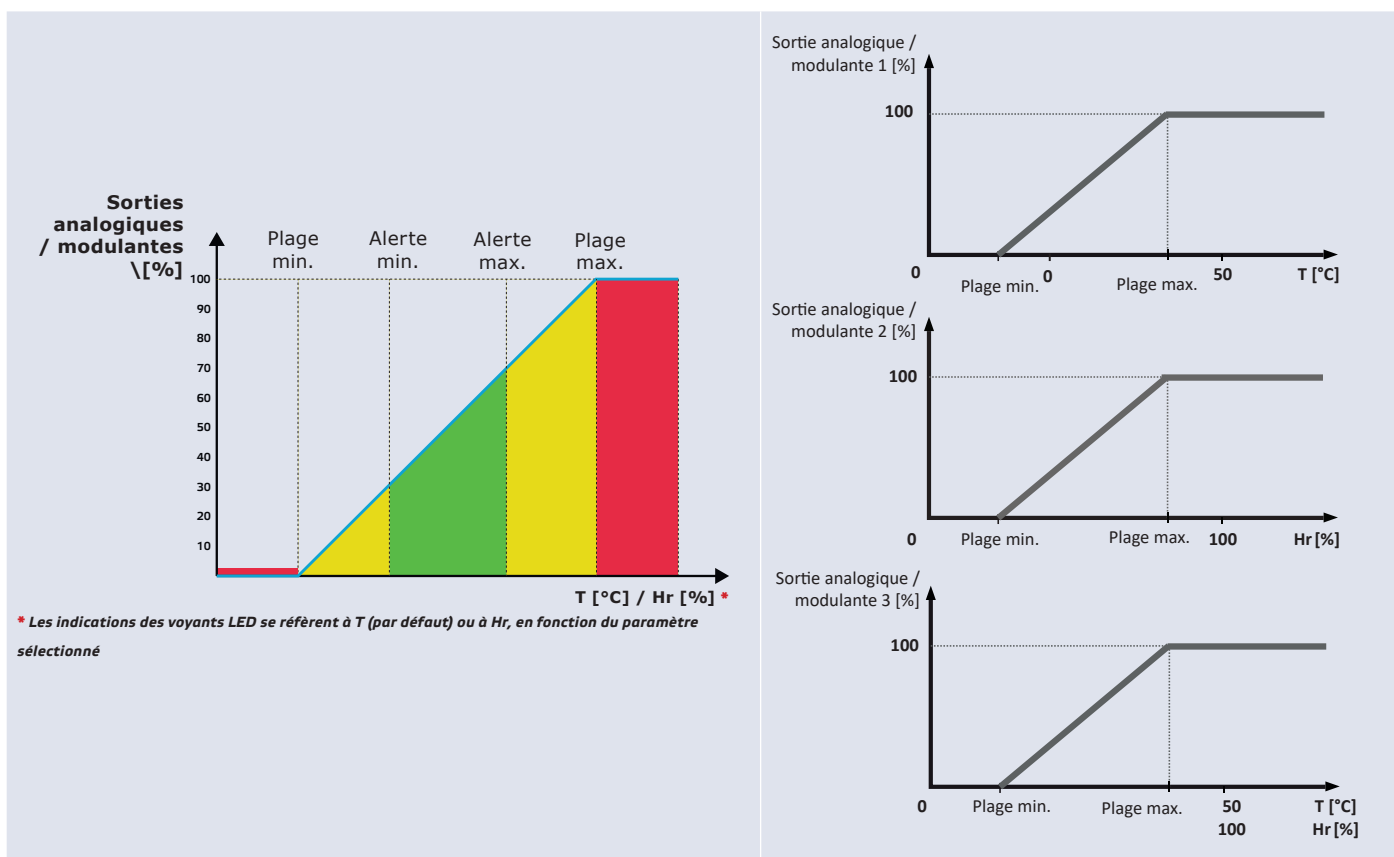 Sorties
analogiques
/ modulantes
\[%]
Plage
min.
Alerte
min.
Alerte
max.
Plage
max.
100
90
80
70
60
50
40
30
20
10
T [°C] / Hr [%] *
* Les indications des voyants LED se réfèrent à T (par défaut) ou à Hr, en fonction du paramètre
sélectionné
Sortie analogique /
modulante 1 [%]
100
0
Plage min.
0
Plage max.
50
T [°C]
Sortie analogique /
modulante 2 [%]
100
0
Plage min.
Plage max.
100
Hr [%]
Sortie analogique /
modulante 3 [%]
100
0
Plage min.
Plage max.
50
T [°C]
100
Hr [%]